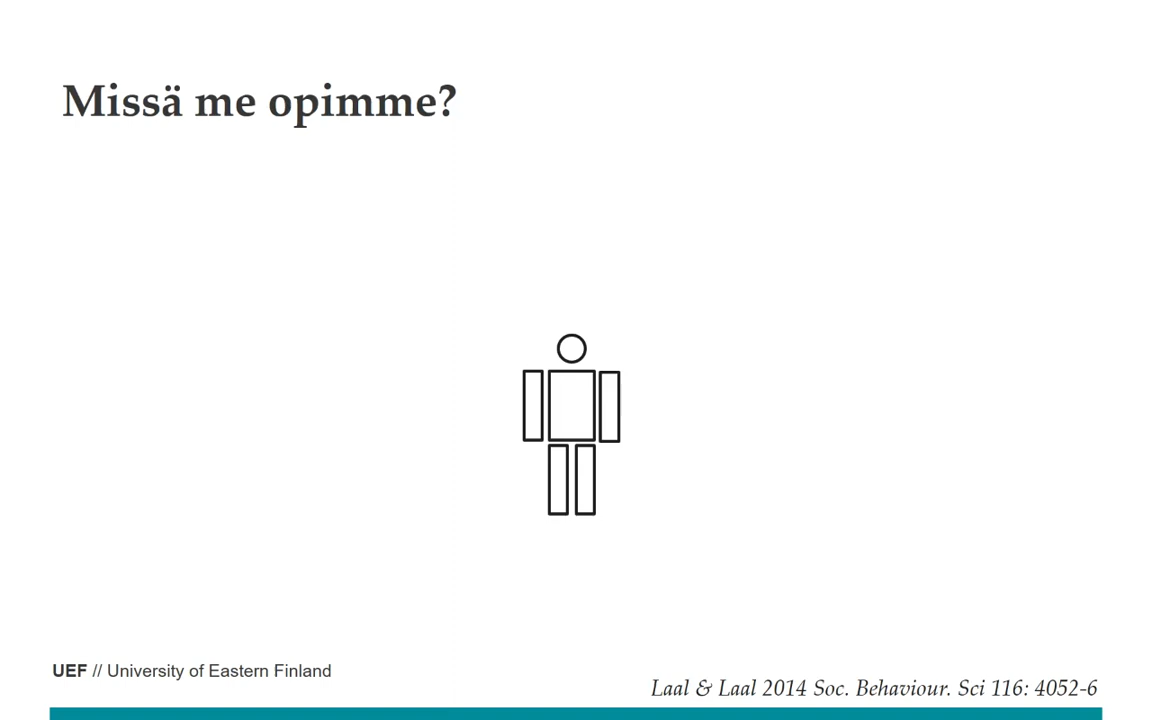 Missä me opimme?
UEF // University of Eastern Finland
Laal & Laal 2014 Soc. Behaviour. Sci 116: 4052-6